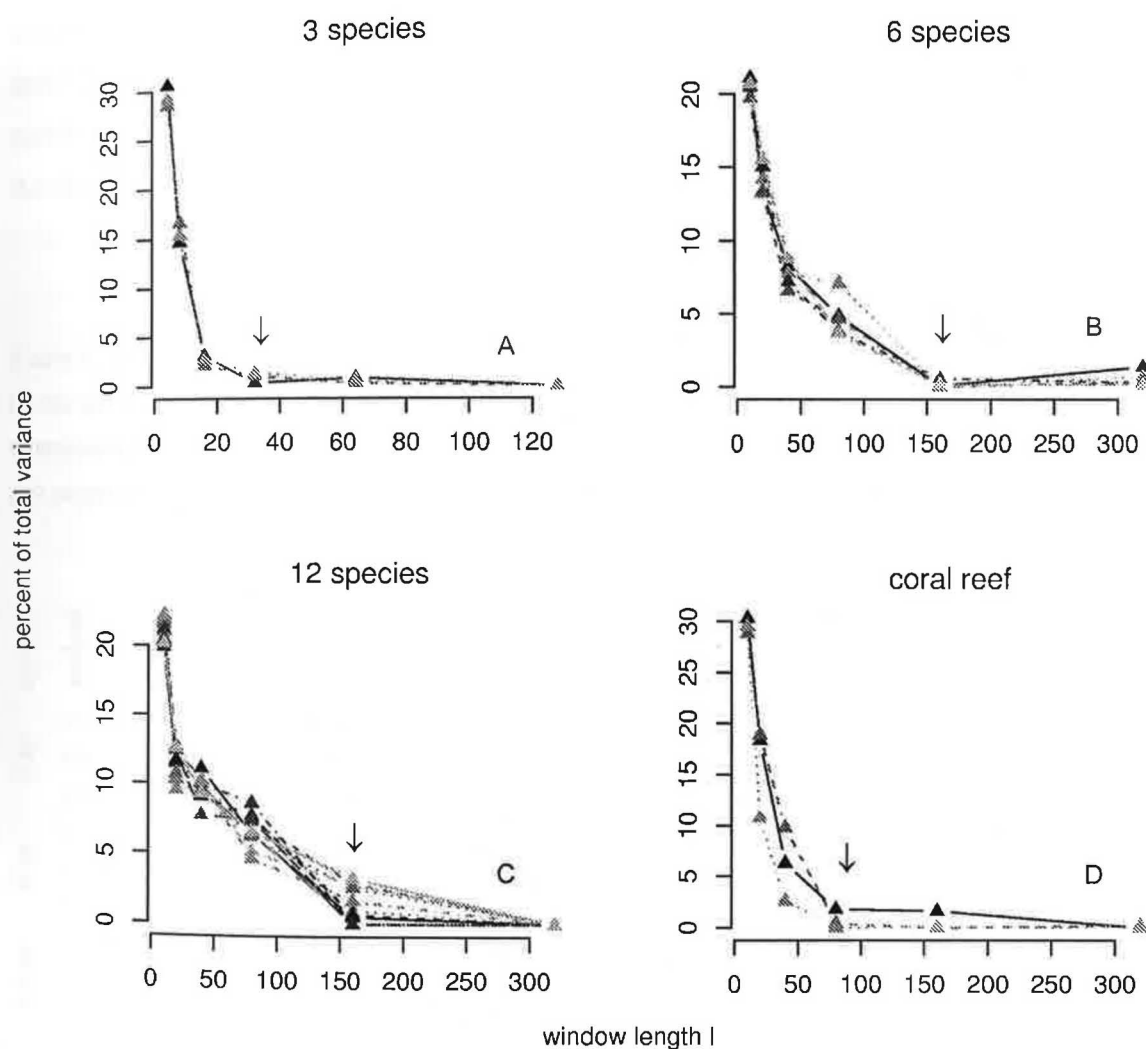 3 species
6 species
percent of total variance
0 5 10 15 20 25 30
A
0 20 40 60 80 100 120
0 5 10 15 20
B
0 50 100 150 200 250 300
12 species
coral reef
0 5 10 15 20
C
0 50 100 150 200 250 300
0 5 10 15 20 25 30
D
0 50 100 150 200 250 300
window length l